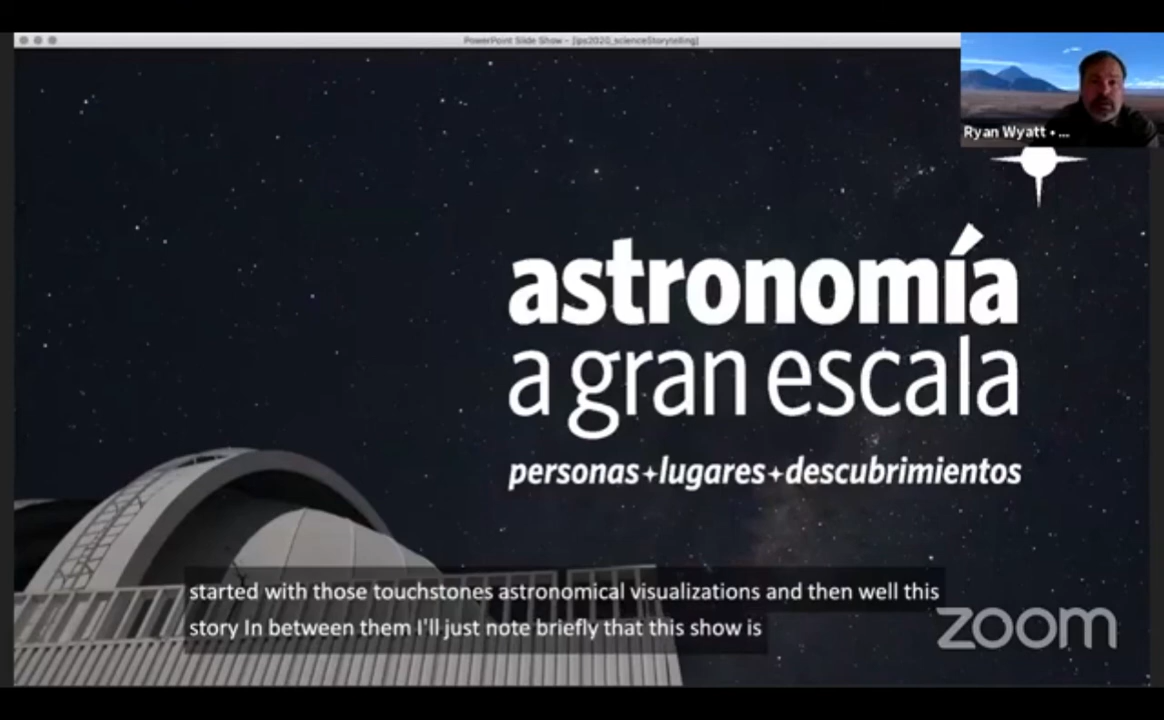 PowerPoint Slide Show - [ips2020_scienceStorytelling]
Ryan Wyatt • ...
astronomía
a gran escala
personas+lugares+descubrimientos
started with those touchstones astronomical visualizations and then well this
story In between them I'll just note briefly that this show is
zoom